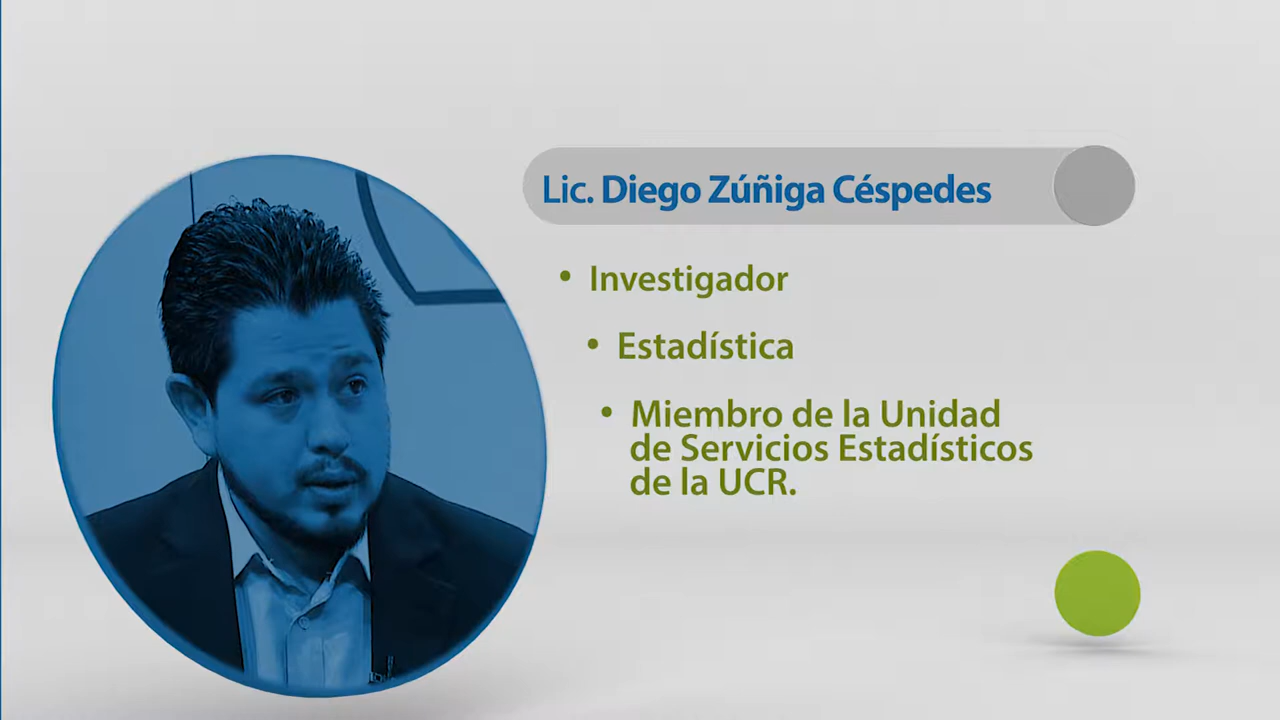 Lic. Diego Zúñiga Céspedes
• Investigador
• Estadística
• Miembro de la Unidad
de Servicios Estadísticos
de la UCR.